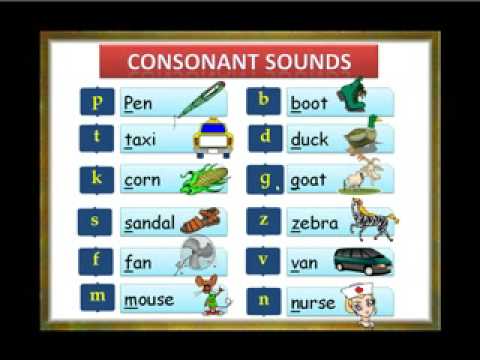 CONSONANT SOUNDS
p Pen b boot
t taxi d duck
k corn g goat
s sandal z zebra
f fan v van
m mouse n nurse